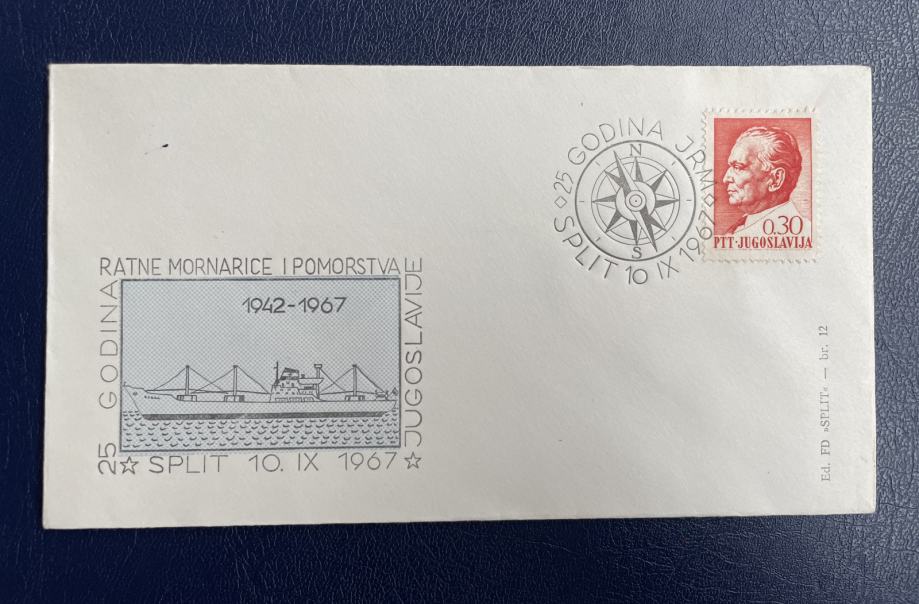 25 GODINA RATNE MORNARICE I POMORSTVA JUGOSLAVIJE
1942-1967
SPLIT 10. IX 1967
25 GODINA JRM
SPLIT 10 IX 1967
N
S
0.30
PTT·JUGOSLAVIJA
Ed. FD »SPLIT« — br. 12